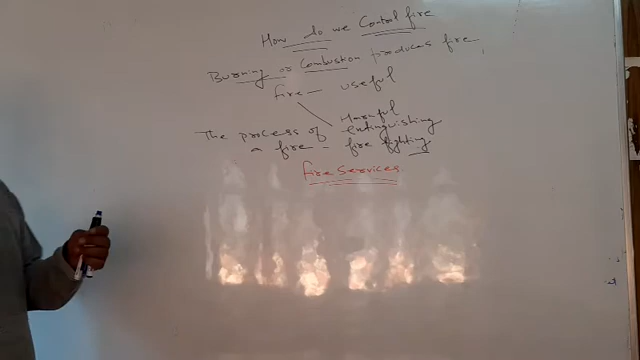 How do we Control fire
Burning or Combustion produces fire,
fire — useful
Harmful
The process of extinguishing
a fire - fire fighting
fire services